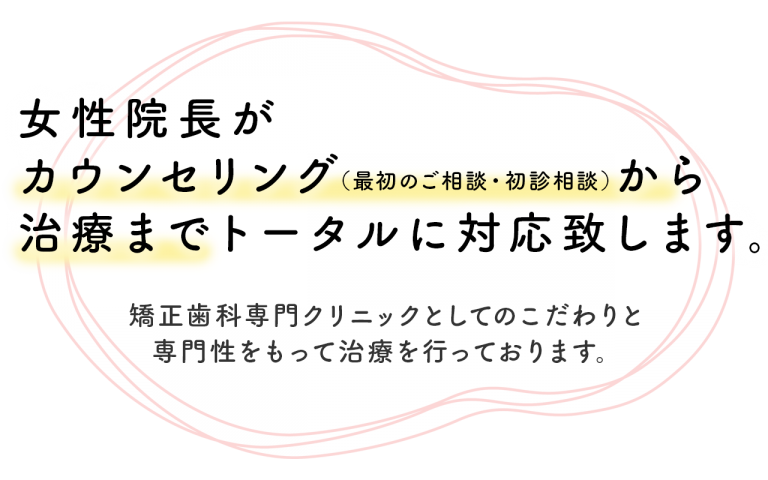 女性院長が
カウンセリング（最初のご相談・初診相談）から
治療までトータルに対応致します。
矯正歯科専門クリニックとしてのこだわりと
専門性をもって治療を行っております。